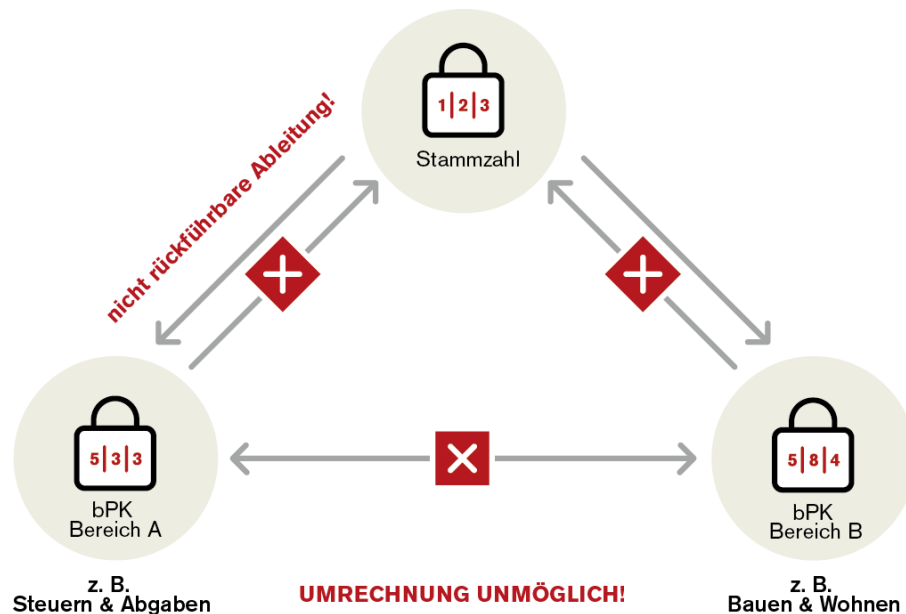 1|2|3
Stammzahl
nicht rückführbare Ableitung!
5|3|3
bPK
Bereich A
z. B.
Steuern & Abgaben
UMRECHNUNG UNMÖGLICH!
5|8|4
bPK
Bereich B
z. B.
Bauen & Wohnen